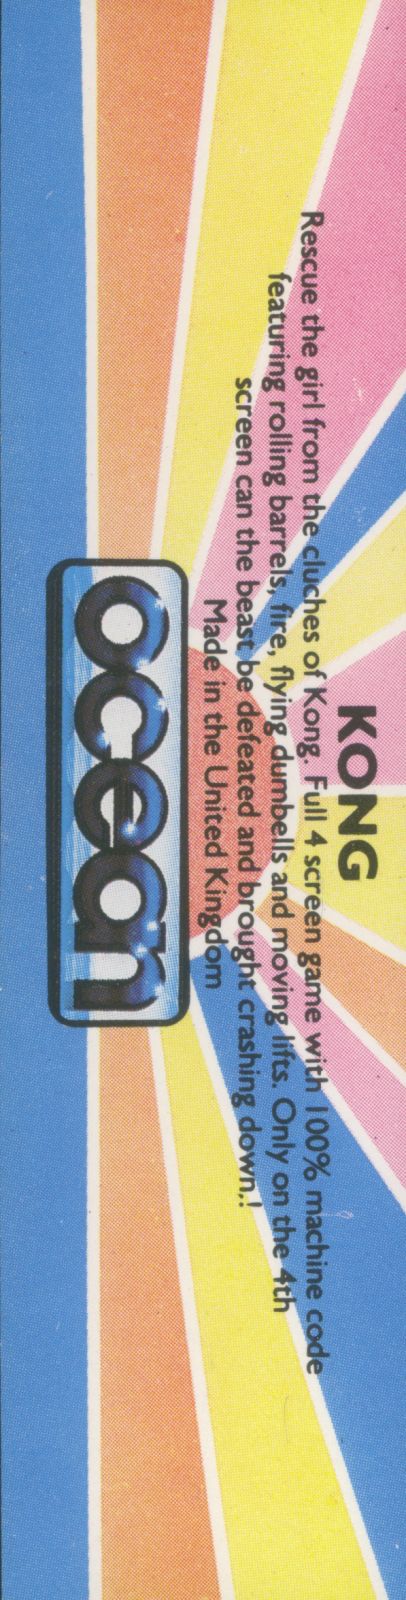 KONG
Rescue the girl from the cluches of Kong. Full 4 screen game with 100% machine code
featuring rolling barrels, fire, flying dumbells and moving lifts. Only on the 4th
screen can the beast be defeated and brought crashing down,!
Made in the United Kingdom
ocean